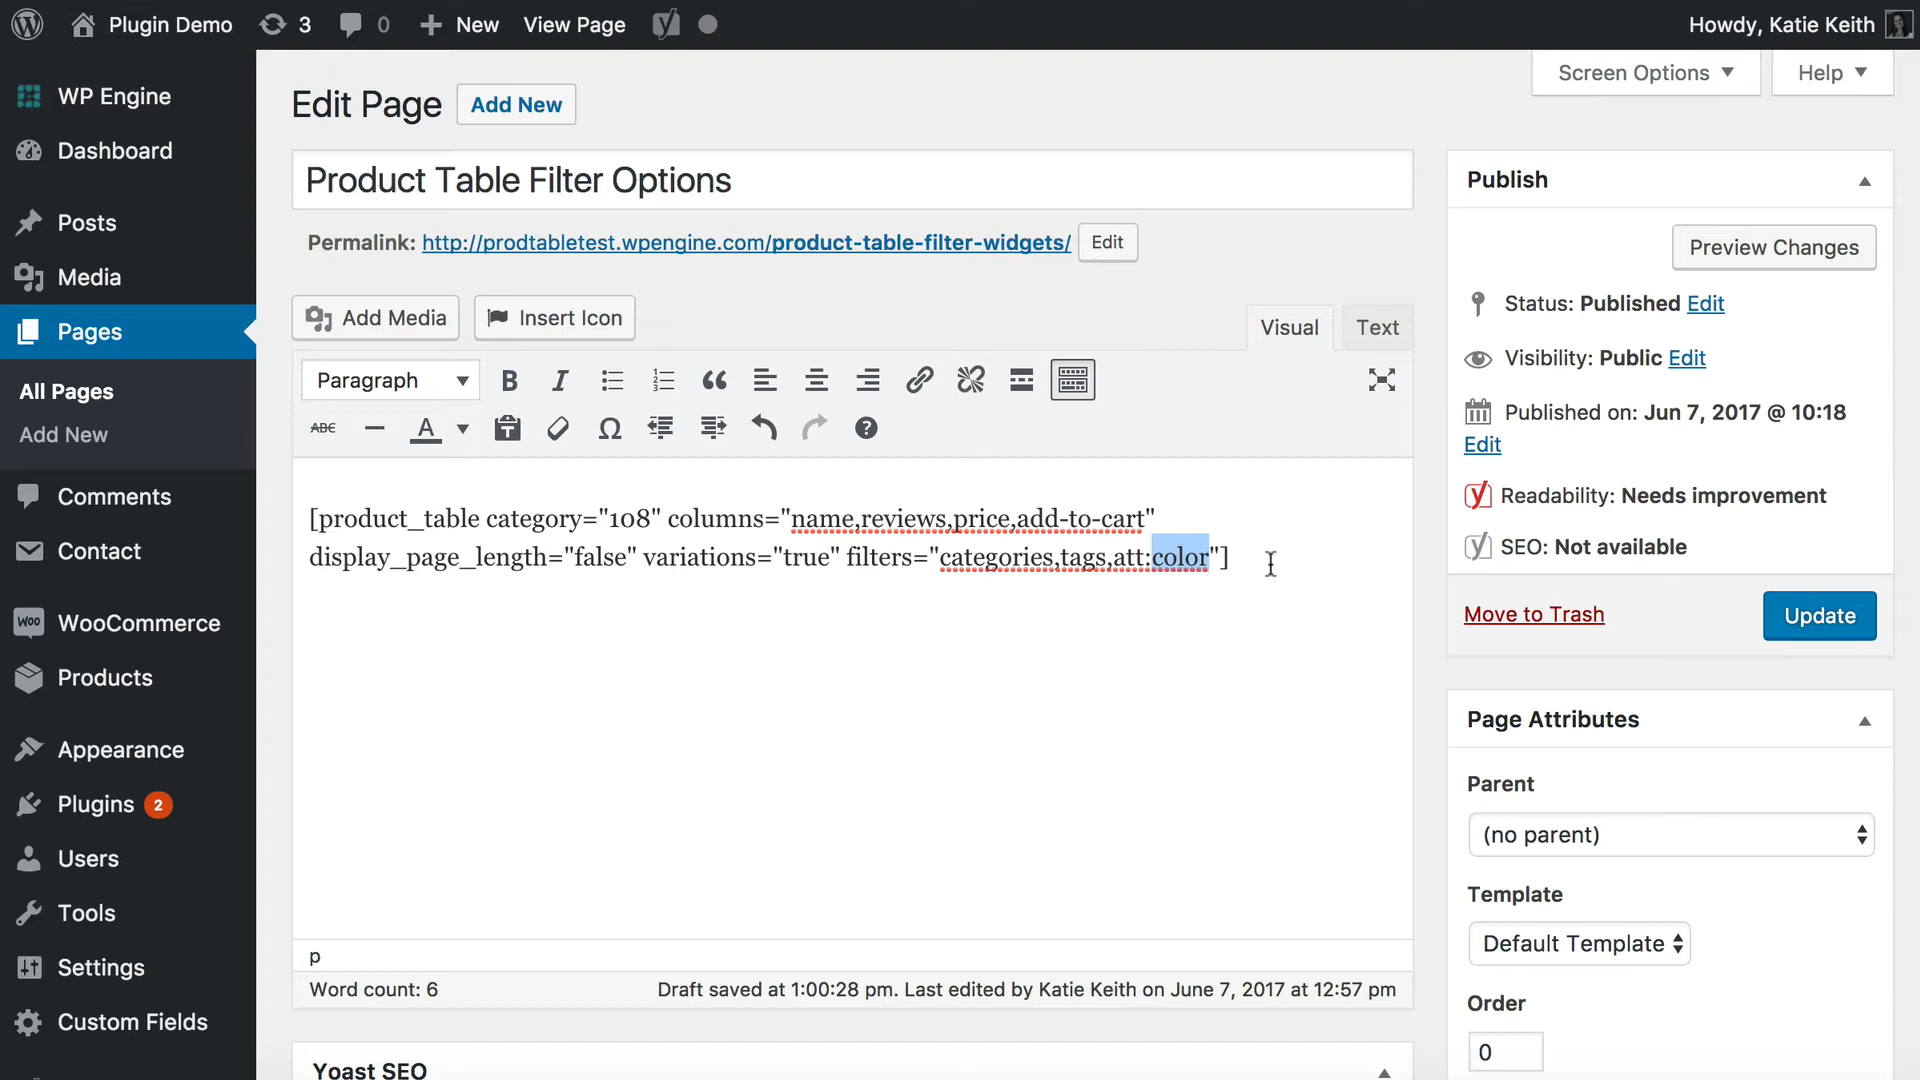 Plugin Demo
3
0
New
View Page
Howdy, Katie Keith
WP Engine
Dashboard
Posts
Media
Pages
All Pages
Add New
Comments
Contact
WooCommerce
Products
Appearance
Plugins 2
Users
Tools
Settings
Custom Fields
Screen Options
Help
Edit Page
Add New
Product Table Filter Options
Permalink: http://prodtabletest.wpengine.com/product-table-filter-widgets/ Edit
Add Media
Insert Icon
Visual
Text
Paragraph
B
I
ABC
A
Ω
[product_table category="108" columns="name,reviews,price,add-to-cart"
display_page_length="false" variations="true" filters="categories,tags,att:color"]
p
Word count: 6
Draft saved at 1:00:28 pm. Last edited by Katie Keith on June 7, 2017 at 12:57 pm
Yoast SEO
Publish
Preview Changes
Status: Published Edit
Visibility: Public Edit
Published on: Jun 7, 2017 @ 10:18
Edit
Readability: Needs improvement
SEO: Not available
Move to Trash
Update
Page Attributes
Parent
(no parent)
Template
Default Template
Order
0